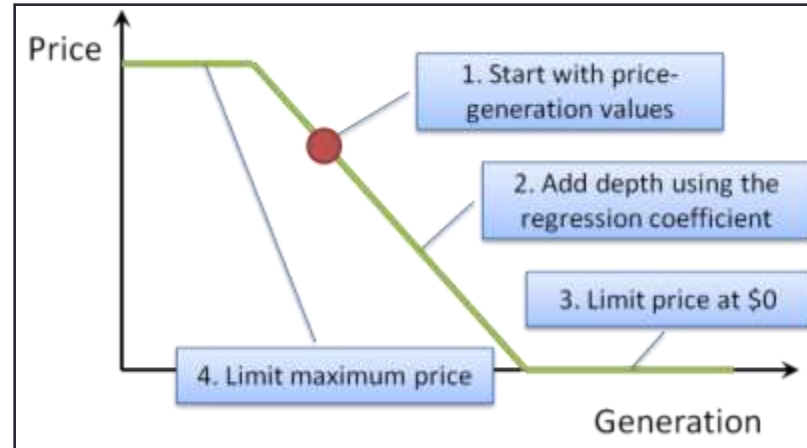 Price
1. Start with price-
generation values
2. Add depth using the
regression coefficient
3. Limit price at $0
4. Limit maximum price
Generation